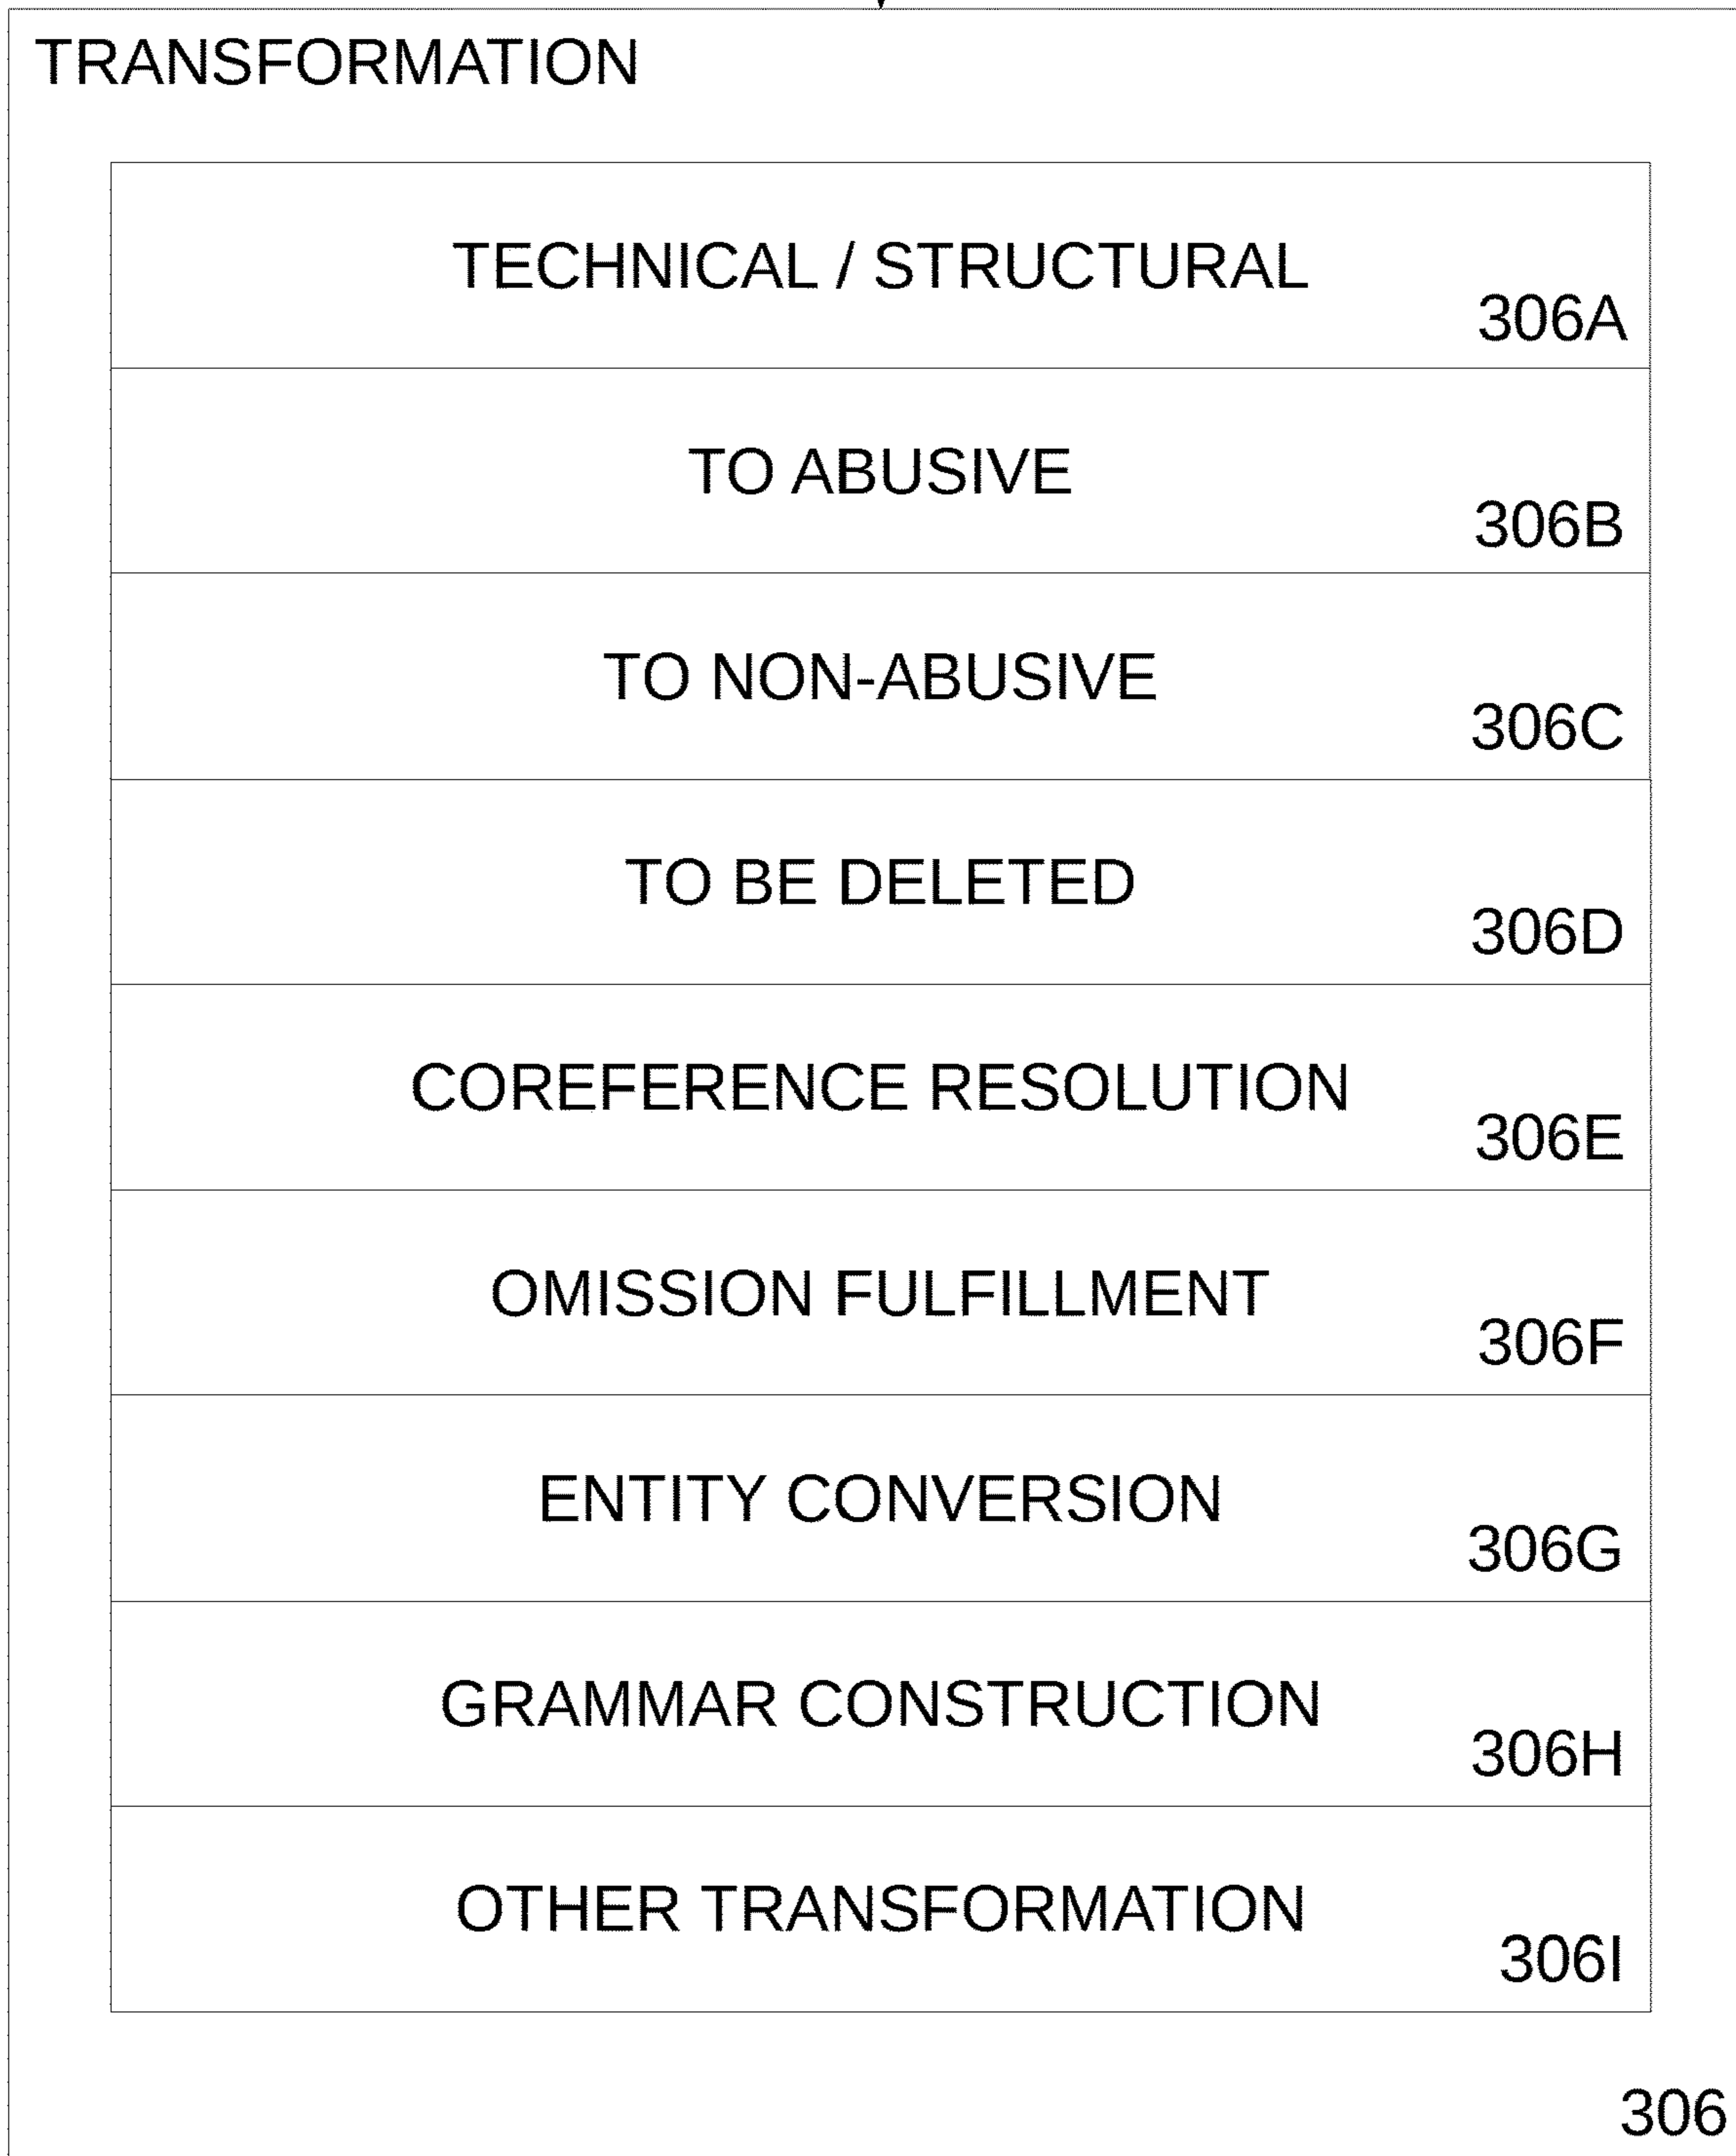 TRANSFORMATION
TECHNICAL / STRUCTURAL
306A
TO ABUSIVE
306B
TO NON-ABUSIVE
306C
TO BE DELETED
306D
COREFERENCE RESOLUTION
306E
OMISSION FULFILLMENT
306F
ENTITY CONVERSION
306G
GRAMMAR CONSTRUCTION
306H
OTHER TRANSFORMATION
306I
306